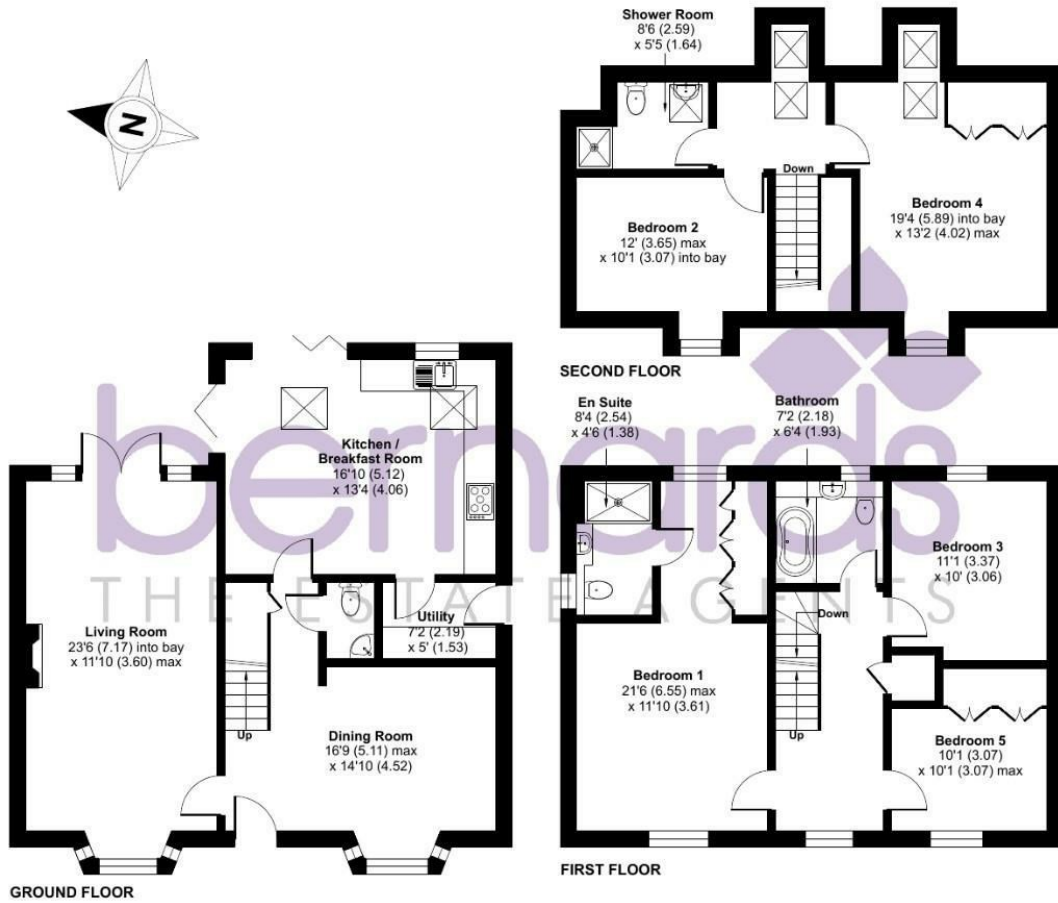 Shower Room
8'6 (2.59)
x 5'5 (1.64)
N
Down
Bedroom 2
12' (3.65) max
x 10'1 (3.07) into bay
Bedroom 4
19'4 (5.89) into bay
x 13'2 (4.02) max
SECOND FLOOR
Kitchen /
Breakfast Room
16'10 (5.12)
x 13'4 (4.06)
Living Room
23'6 (7.17) into bay
x 11'10 (3.60) max
Utility
7'2 (2.19)
x 5' (1.53)
Up
Dining Room
16'9 (5.11) max
x 14'10 (4.52)
GROUND FLOOR
En Suite
8'4 (2.54)
x 4'6 (1.38)
Bathroom
7'2 (2.18)
x 6'4 (1.93)
Bedroom 3
11'1 (3.37)
x 10' (3.06)
Down
Bedroom 1
21'6 (6.55) max
x 11'10 (3.61)
Up
Bedroom 5
10'1 (3.07)
x 10'1 (3.07) max
FIRST FLOOR
bernards
THE ESTATE AGENTS